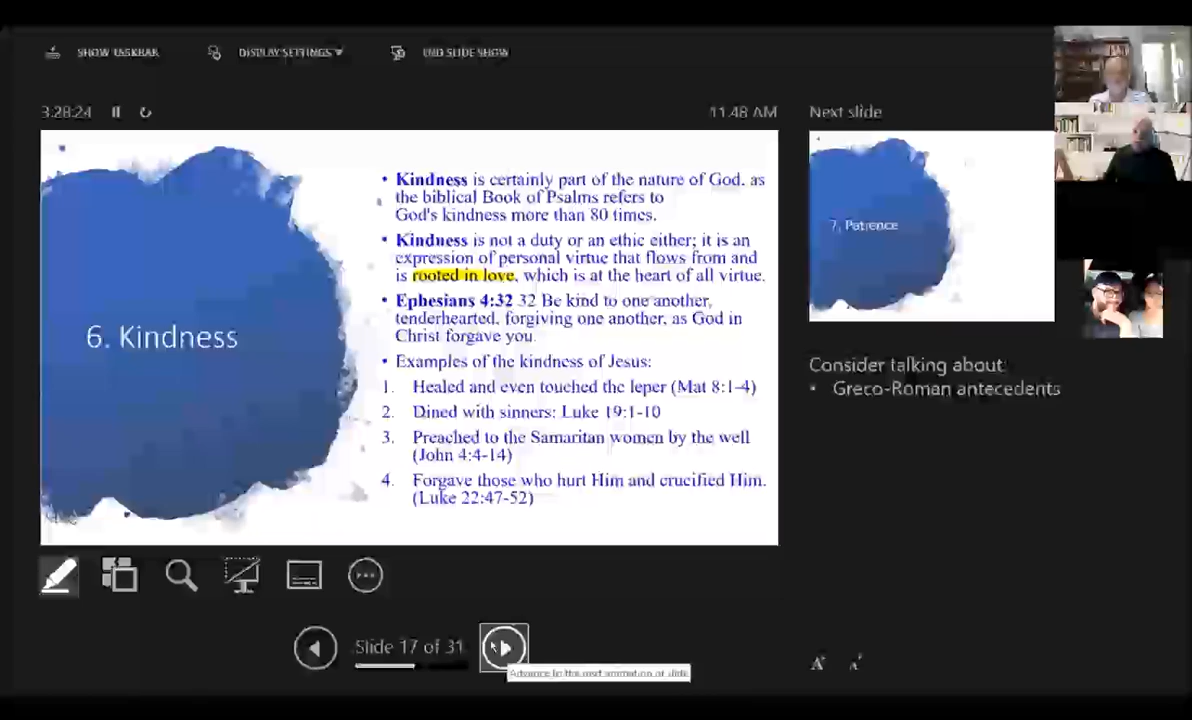 SHOW TASKBAR DISPLAY SETTINGS ▾ END SLIDE SHOW
3:28:24 11:48 AM
Next slide
6. Kindness
• Kindness is certainly part of the nature of God, as
the biblical Book of Psalms refers to
God's kindness more than 80 times.
• Kindness is not a duty or an ethic either; it is an
expression of personal virtue that flows from and
is rooted in love, which is at the heart of all virtue.
• Ephesians 4:32 32 Be kind to one another,
tenderhearted, forgiving one another, as God in
Christ forgave you.
• Examples of the kindness of Jesus:
1. Healed and even touched the leper (Mat 8:1-4)
2. Dined with sinners: Luke 19:1-10
3. Preached to the Samaritan women by the well
(John 4:4-14)
4. Forgave those who hurt Him and crucified Him.
(Luke 22:47-52)
7. Patience
Consider talking about:
• Greco-Roman antecedents
Slide 17 of 31
Advance to the next animation or slide
A A